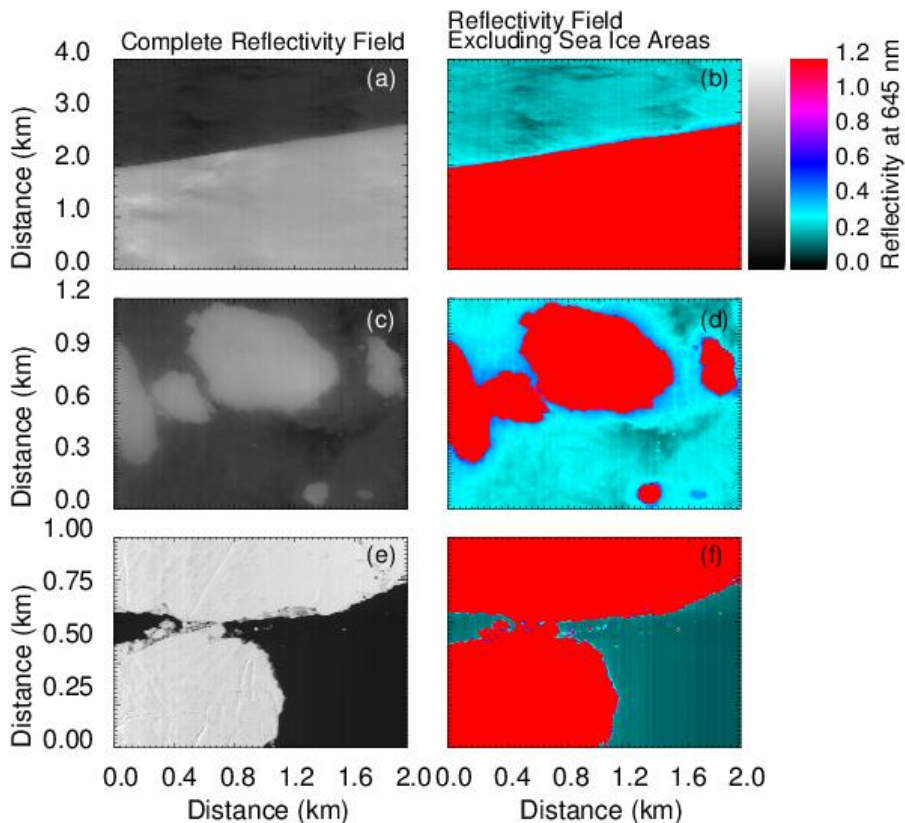 Complete Reflectivity Field
Reflectivity Field
Excluding Sea Ice Areas
4.0
3.0
2.0
1.0
0.0
Distance (km)
(a)
(b)
1.2
1.0
0.8
0.6
0.4
0.2
0.0
Reflectivity at 645 nm
1.2
0.9
0.6
0.3
0.0
Distance (km)
(c)
(d)
1.00
0.75
0.50
0.25
0.00
Distance (km)
(e)
(f)
0.0 0.4 0.8 1.2 1.6 2.0
0.0 0.4 0.8 1.2 1.6 2.0
Distance (km)
Distance (km)